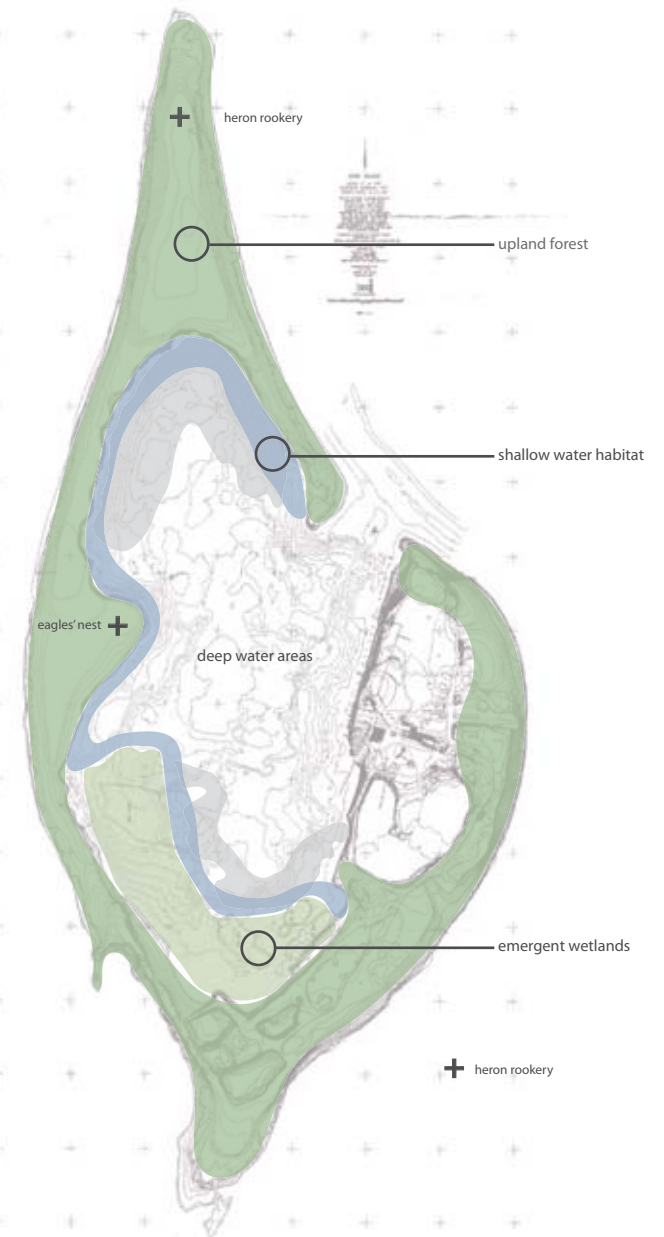 heron rookery
upland forest
shallow water habitat
eagles’ nest
deep water areas
emergent wetlands
heron rookery